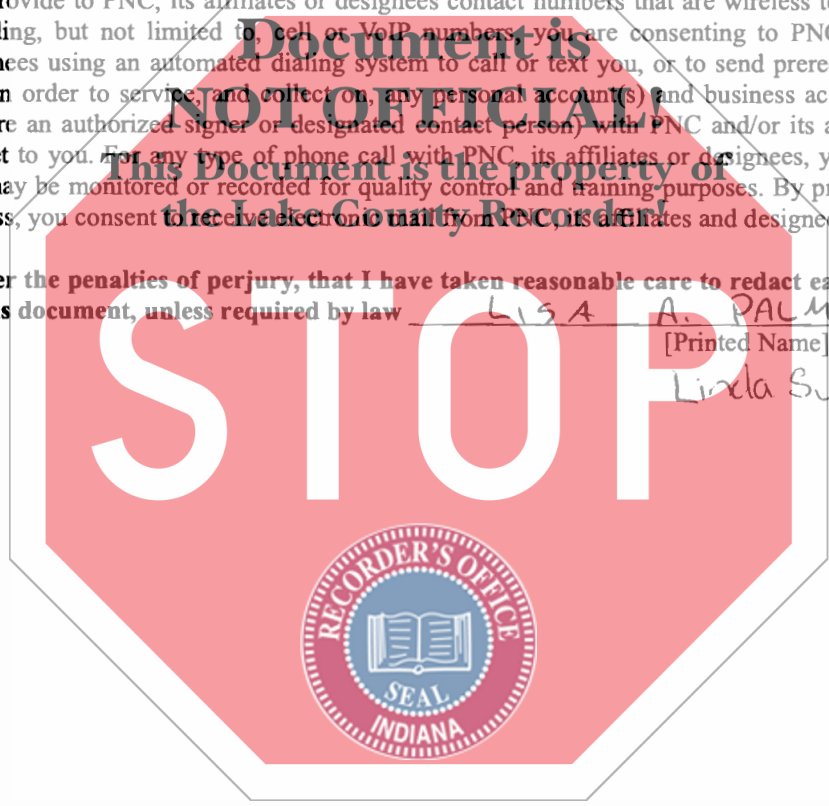 rovide to PNC, its affiliates or designees contact numbers that are wireless t
Document is
ling, but not limited to, cell or VoIP numbers, you are consenting to PNC
nees using an automated dialing system to call or text you, or to send prere
NOT OFFICIAL!
n order to service, and collect on, any personal account(s) and business ac
re an authorized signer or designated contact person) with PNC and/or its a
t to you. For any type of phone call with PNC, its affiliates or designees, y
This Document is the property of
ay be monitored or recorded for quality control and training purposes. By pr
the Lake County Recorder!
ss, you consent to receive electronic mail from PNC, its affiliates and designee
er the penalties of perjury, that I have taken reasonable care to redact ea
s document, unless required by law LISA A. PALM
[Printed Name]
Linda
STOP
RECORDER'S OFFICE
SEAL
INDIANA